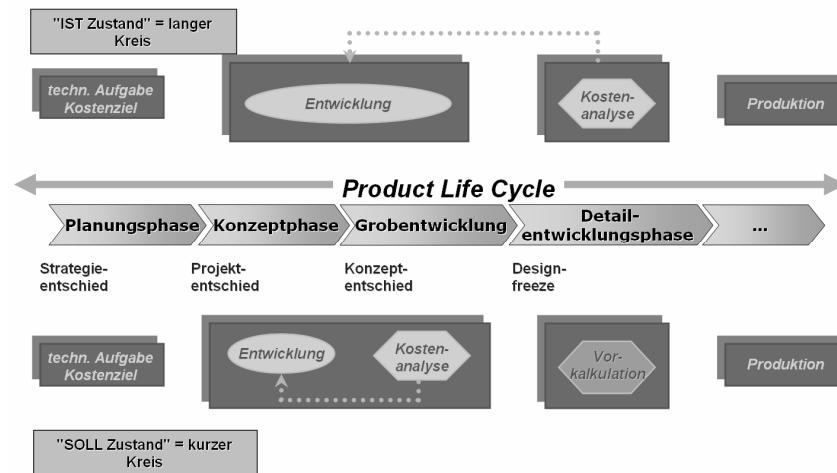 "IST Zustand" = langer
Kreis
techn. Aufgabe
Kostenziel
Entwicklung
Kosten-
analyse
Produktion
Product Life Cycle
Planungsphase
Konzeptphase
Grobentwicklung
Detail-
entwicklungsphase
...
Strategie-
entschied
Projekt-
entschied
Konzept-
entschied
Design-
freeze
techn. Aufgabe
Kostenziel
Entwicklung
Kosten-
analyse
Vor-
kalkulation
Produktion
"SOLL Zustand" = kurzer
Kreis